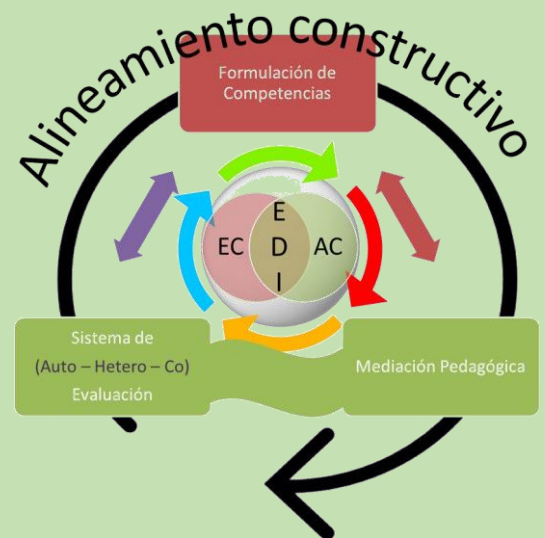 Alineamiento constructivo
Formulación de
Competencias
E
EC D AC
I
Sistema de
(Auto – Hetero – Co)
Evaluación
Mediación Pedagógica